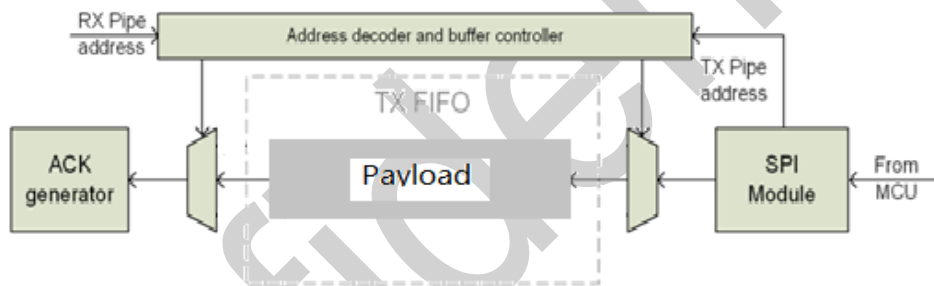 RX Pipe
address
Address decoder and buffer controller
TX Pipe
address
TX FIFO
ACK
generator
Payload
SPI
Module
From
MCU